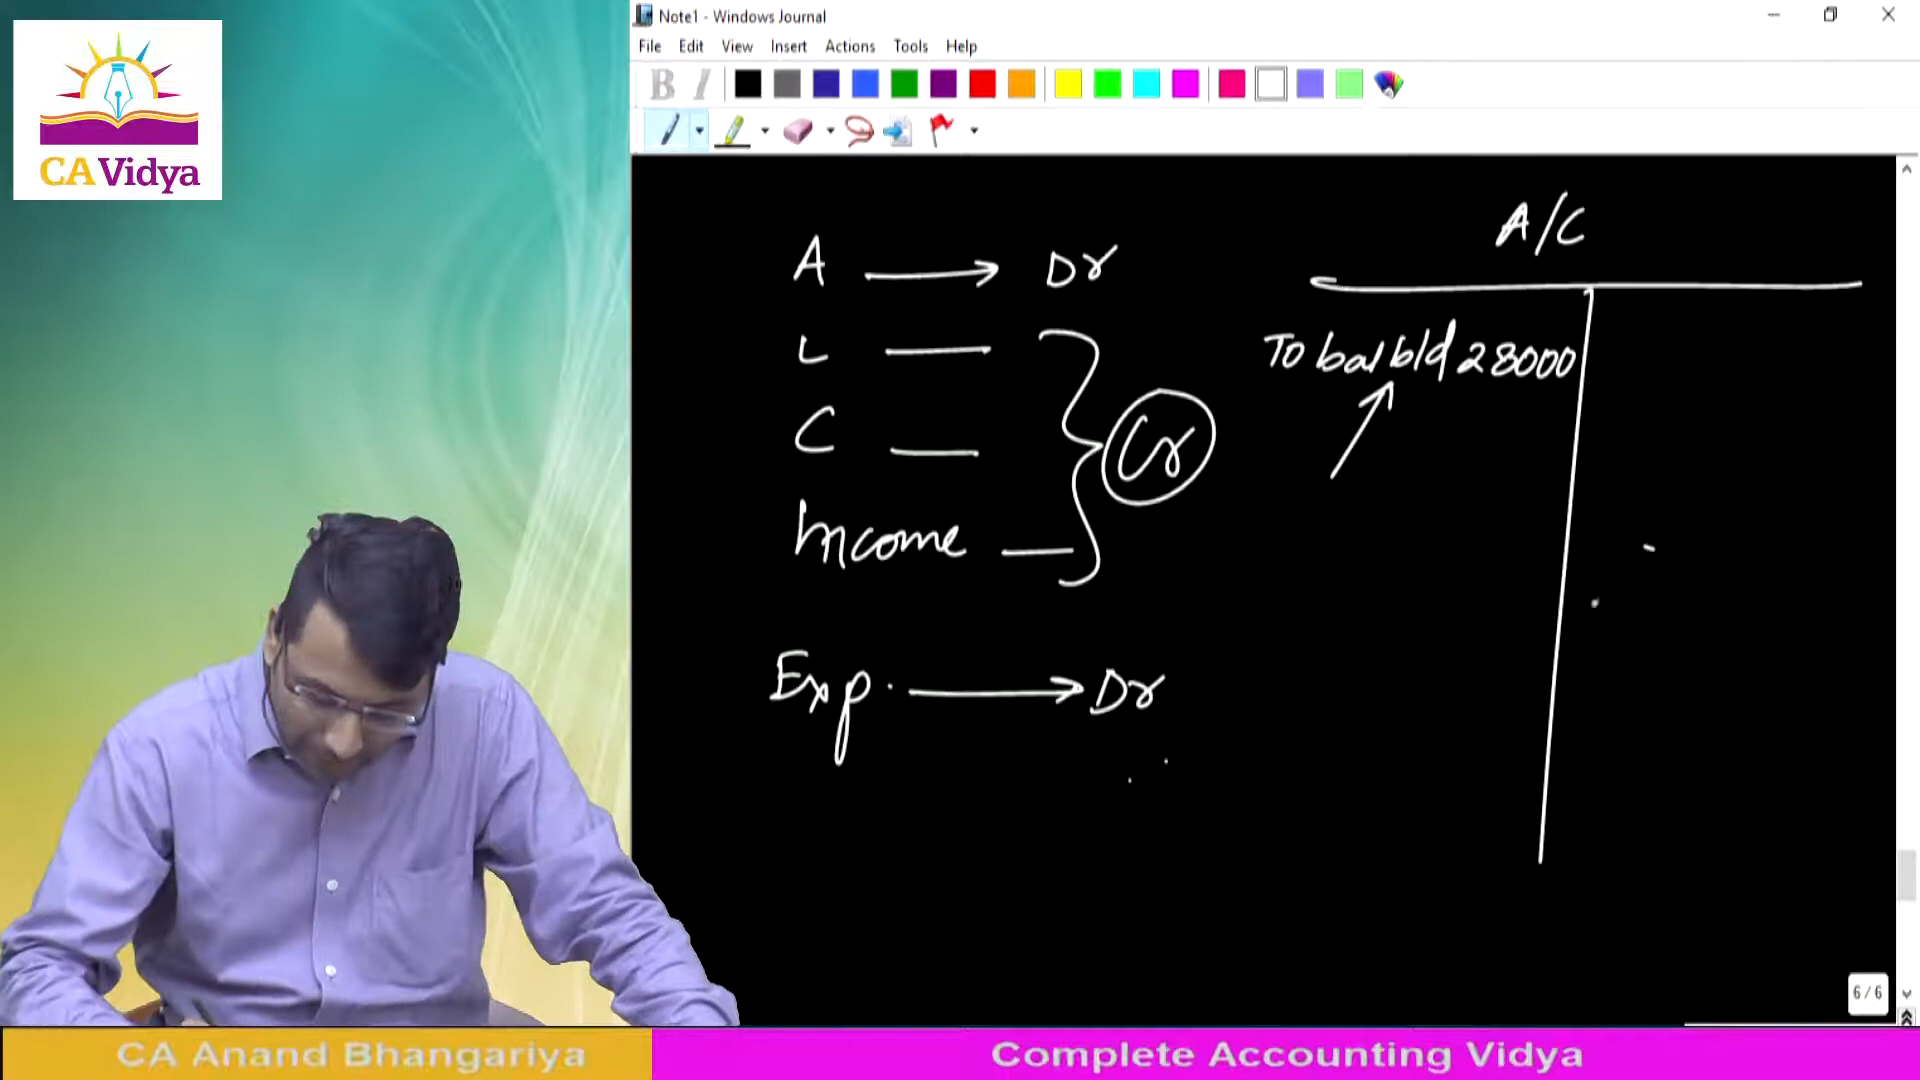 CA Vidya
Note1 - Windows Journal
File Edit View Insert Actions Tools Help
B I
A/C
A → Dr
L —
C —
Income —
Cr
To bal b/d 28000
Exp. → Dr
6 / 6
CA Anand Bhangariya
Complete Accounting Vidya